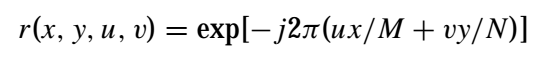 r(x, y, u, v) = exp[−j2π(ux/M + vy/N)]